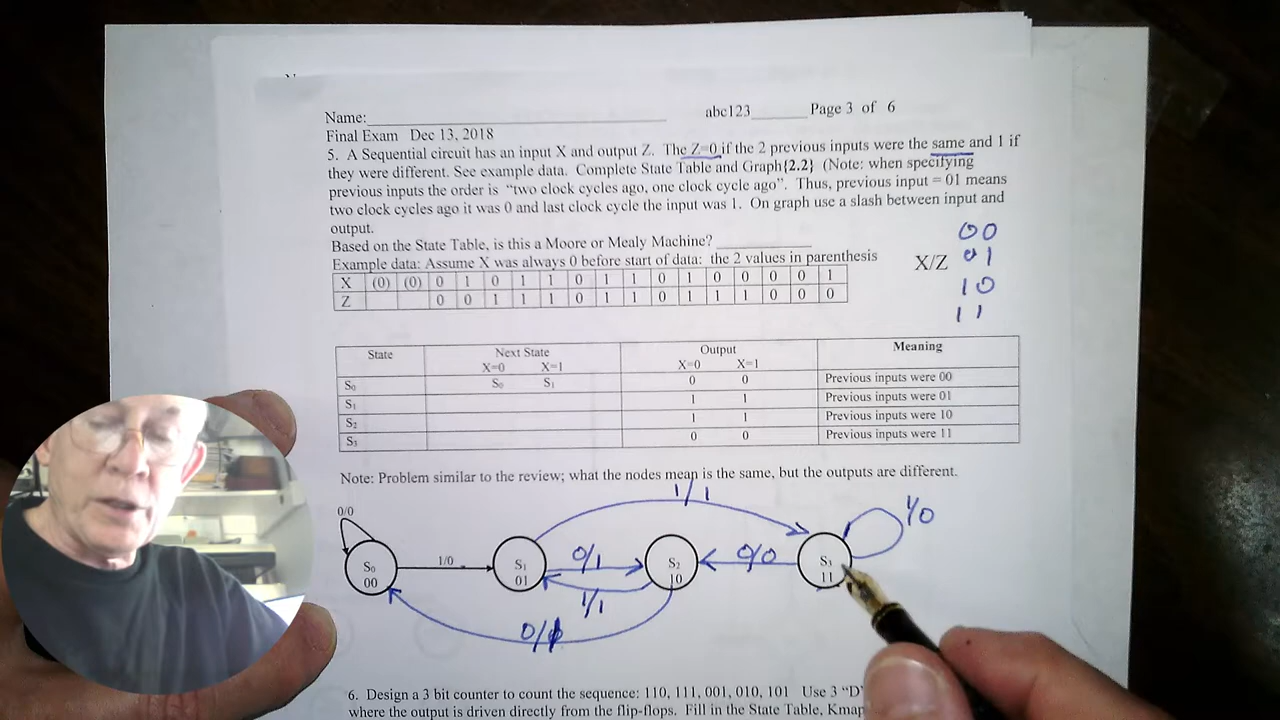 Name:____________ abc123______ Page 3 of 6
Final Exam Dec 13, 2018
5. A Sequential circuit has an input X and output Z. The Z=0 if the 2 previous inputs were the same and 1 if
they were different. See example data. Complete State Table and Graph{2.2} (Note: when specifying
previous inputs the order is "two clock cycles ago, one clock cycle ago". Thus, previous input = 01 means
two clock cycles ago it was 0 and last clock cycle the input was 1. On graph use a slash between input and
output.
Based on the State Table, is this a Moore or Mealy Machine? ____________
Example data: Assume X was always 0 before start of data: the 2 values in parenthesis
X (0) (0) 0 1 0 1 1 0 1 1 0 1 0 0 0 0 1
Z 0 0 1 1 1 0 1 1 0 1 1 1 0 0 0
X/Z
00
01
10
11
State Next State Output Meaning
X=0 X=1 X=0 X=1
S0 S0 S1 0 0 Previous inputs were 00
S1 1 1 Previous inputs were 01
S2 1 1 Previous inputs were 10
S3 0 0 Previous inputs were 11
Note: Problem similar to the review; what the nodes mean is the same, but the outputs are different.
1/1
0/0
1/0
S0
00
1/0
S1
01
0/1
S2
10
0/0
S3
11
1/1
6. Design a 3 bit counter to count the sequence: 110, 111, 001, 010, 101 Use 3 "D"
where the output is driven directly from the flip-flops. Fill in the State Table, Kmap